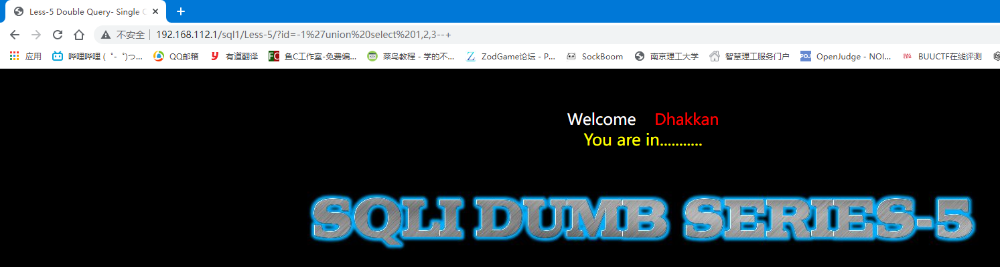 Less-5 Double Query- Single
不安全 192.168.112.1/sql1/Less-5/?id=-1%27union%20select%201,2,3--+
应用 哔哩哔哩 ( ゜- ゜)つ... QQ邮箱 有道翻译 鱼C工作室-免费编... 菜鸟教程 - 学的不... ZodGame论坛 - P... SockBoom 南京理工大学 智慧理工服务门户 OpenJudge - NOI... BUUCTF在线评测
Welcome Dhakkan
You are in...........
SQLI DUMB SERIES-5